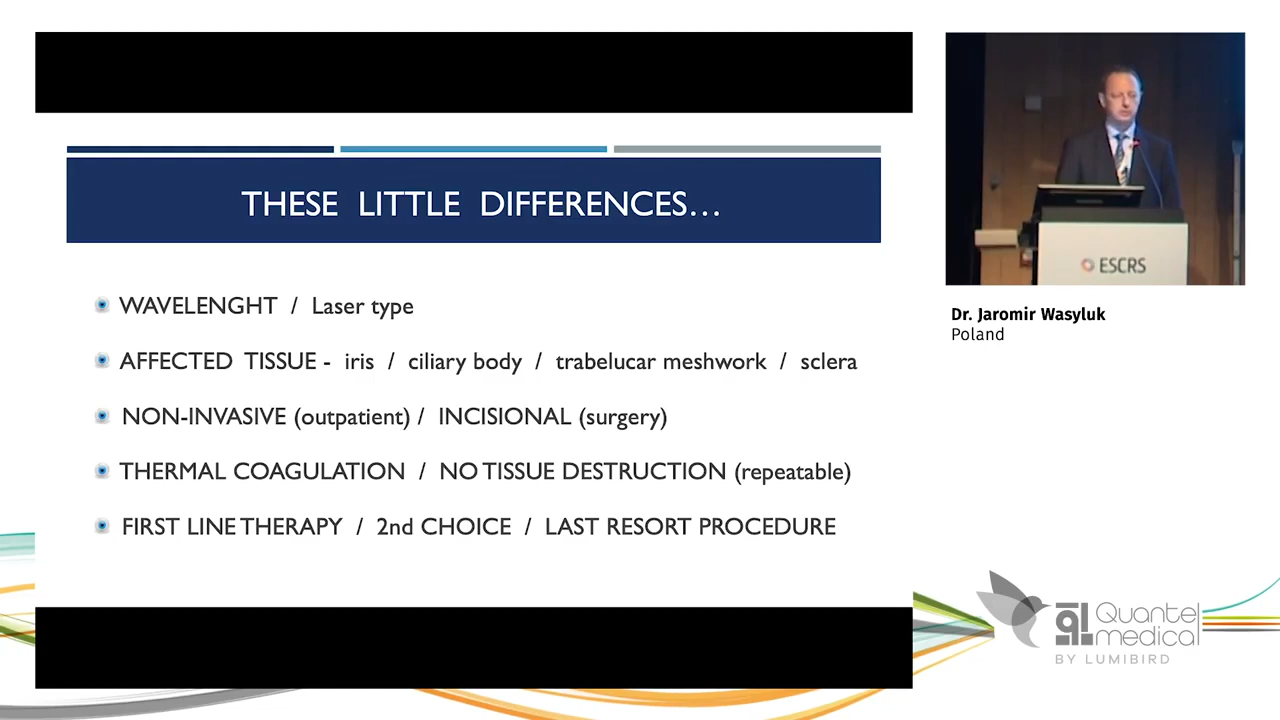 THESE LITTLE DIFFERENCES...
WAVELENGHT / Laser type
AFFECTED TISSUE - iris / ciliary body / trabelucar meshwork / sclera
NON-INVASIVE (outpatient) / INCISIONAL (surgery)
THERMAL COAGULATION / NO TISSUE DESTRUCTION (repeatable)
FIRST LINE THERAPY / 2nd CHOICE / LAST RESORT PROCEDURE
ESCRS
Dr. Jaromir Wasyluk
Poland
Quantel
medical
BY LUMIBIRD